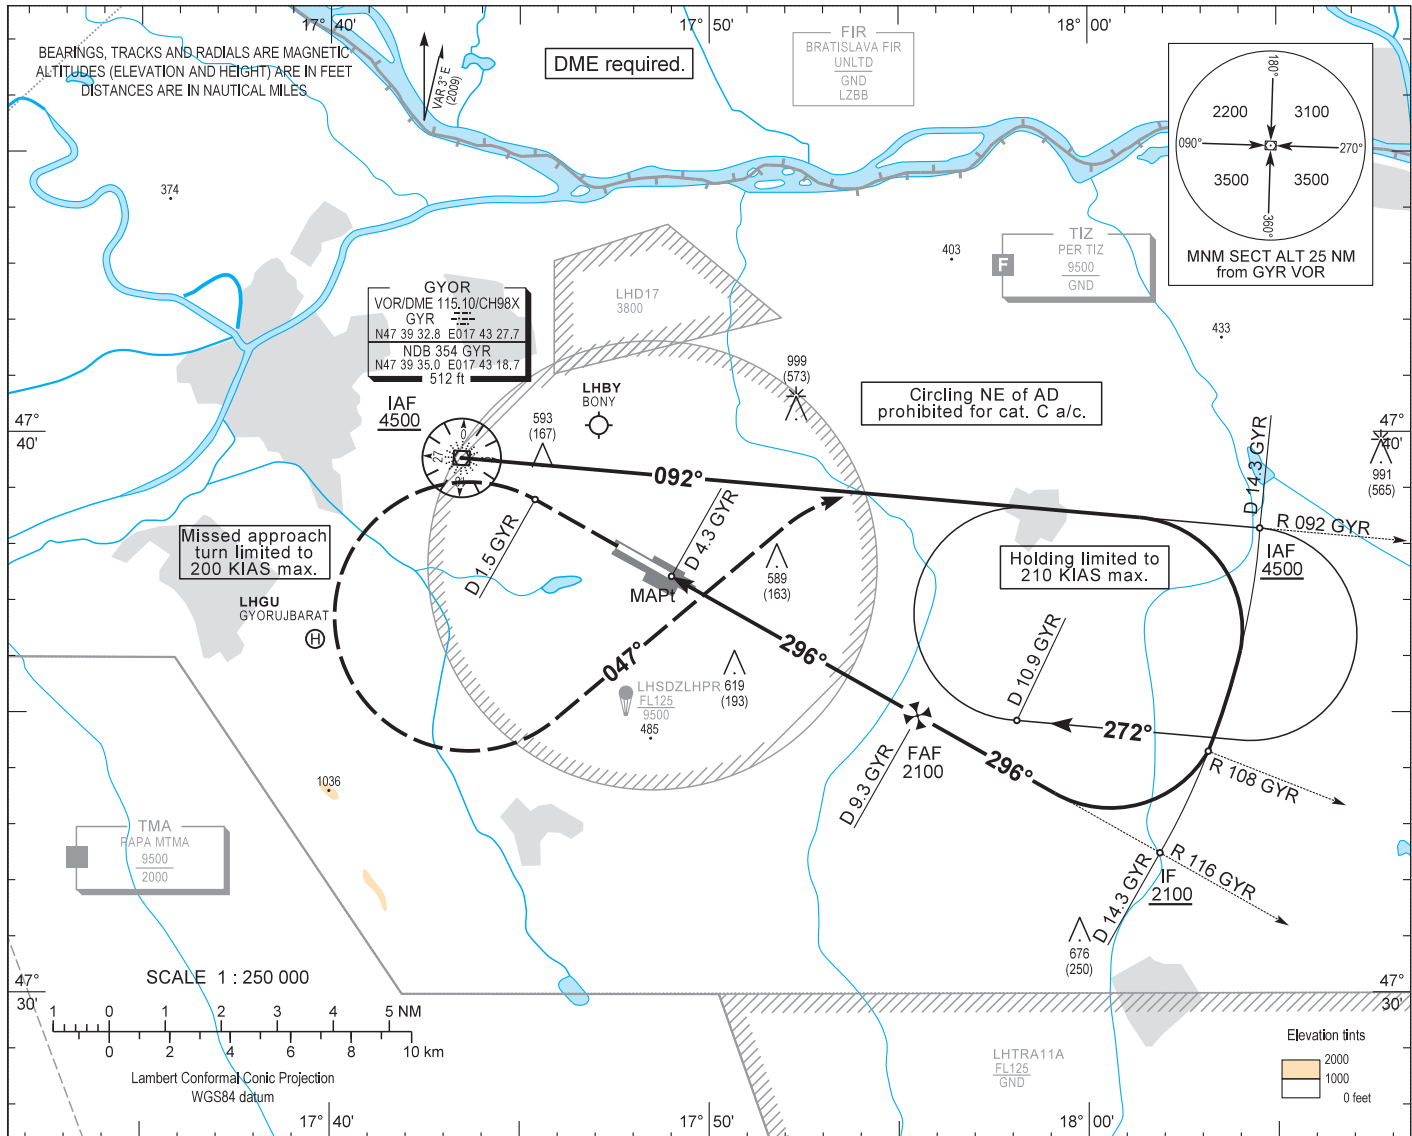 17° 40'
17° 50'
18° 00'
BEARINGS, TRACKS AND RADIALS ARE MAGNETIC
ALTITUDES (ELEVATION AND HEIGHT) ARE IN FEET
DISTANCES ARE IN NAUTICAL MILES
VAR 3° E
(2009)
DME required.
FIR
BRATISLAVA FIR
UNLTD
GND
LZBB
180°
2200
3100
090°
270°
3500
3500
360°
MNM SECT ALT 25 NM
from GYR VOR
374
403
TIZ
PER TIZ
9500
GND
F
433
LHD17
3800
GYOR
VOR/DME 115.10/CH98X
GYR
N47 39 32.8 E017 43 27.7
NDB 354 GYR
N47 39 35.0 E017 43 18.7
512 ft
999
(573)
LHBY
BONY
Circling NE of AD
prohibited for cat. C a/c.
IAF
4500
593
(167)
47°
40'
47°
40'
991
(565)
0
27
092°
D 14.3 GYR
R 092 GYR
D 1.5 GYR
D 4.3 GYR
Missed approach
turn limited to
200 KIAS max.
Holding limited to
210 KIAS max.
IAF
4500
589
(163)
MAPt
LHGU
GYORUJBARAT
H
047°
296°
D 10.9 GYR
LHSDZLHPR
FL125
9500
485
619
(193)
272°
FAF
2100
D 9.3 GYR
296°
R 108 GYR
1036
TMA
PAPA MTMA
9500
2000
R 116 GYR
IF
2100
D 14.3 GYR
676
(250)
47°
30'
47°
30'
SCALE 1 : 250 000
1 0 1 2 3 4 5 NM
0 2 4 6 8 10 km
Lambert Conformal Conic Projection
WGS84 datum
LHTRA11A
FL125
GND
Elevation tints
2000
1000
0 feet
17° 40'
17° 50'
18° 00'